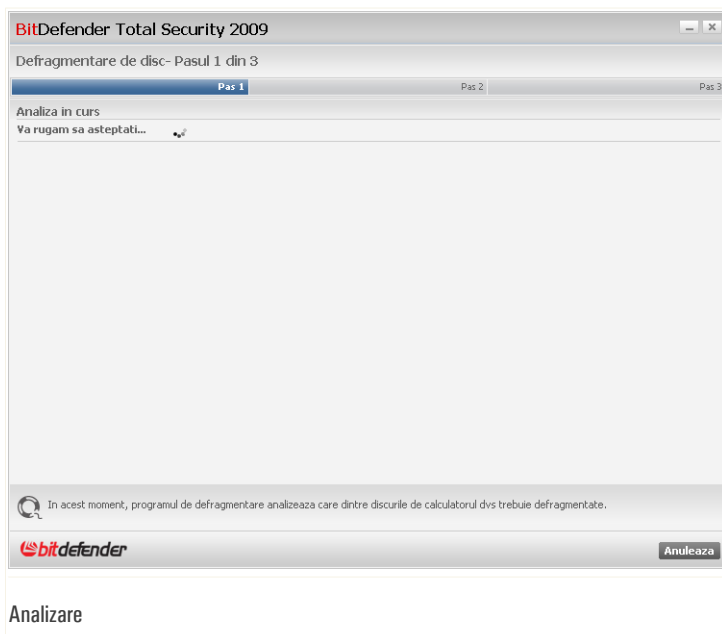 BitDefender Total Security 2009
Defragmentare de disc- Pasul 1 din 3
Pas 1 Pas 2 Pas 3
Analiza in curs
Va rugam sa asteptati...
In acest moment, programul de defragmentare analizeaza care dintre discurile de calculatorul dvs trebuie defragmentate.
bitdefender
Anuleaza
Analizare